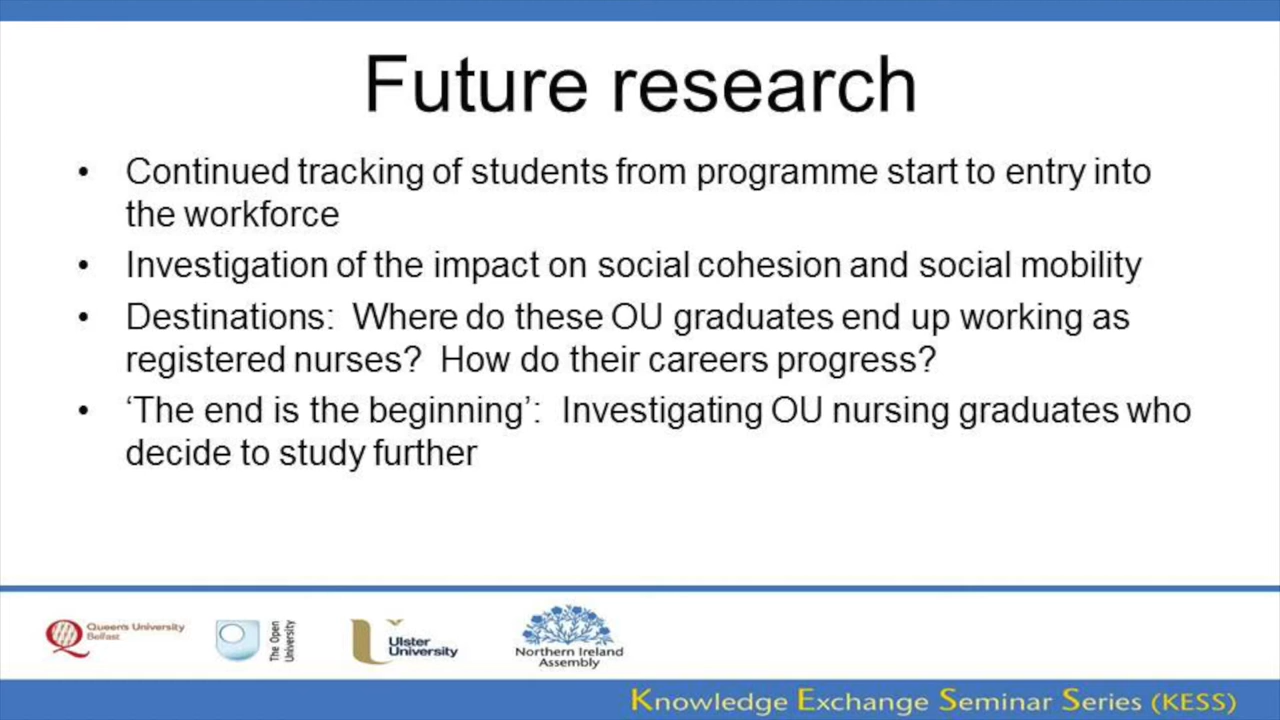 Future research
• Continued tracking of students from programme start to entry into
the workforce
• Investigation of the impact on social cohesion and social mobility
• Destinations:  Where do these OU graduates end up working as
registered nurses?  How do their careers progress?
• ‘The end is the beginning’:  Investigating OU nursing graduates who
decide to study further
Queen's University
Belfast
The Open
University
Ulster
University
Northern Ireland
Assembly
Knowledge Exchange Seminar Series (KESS)